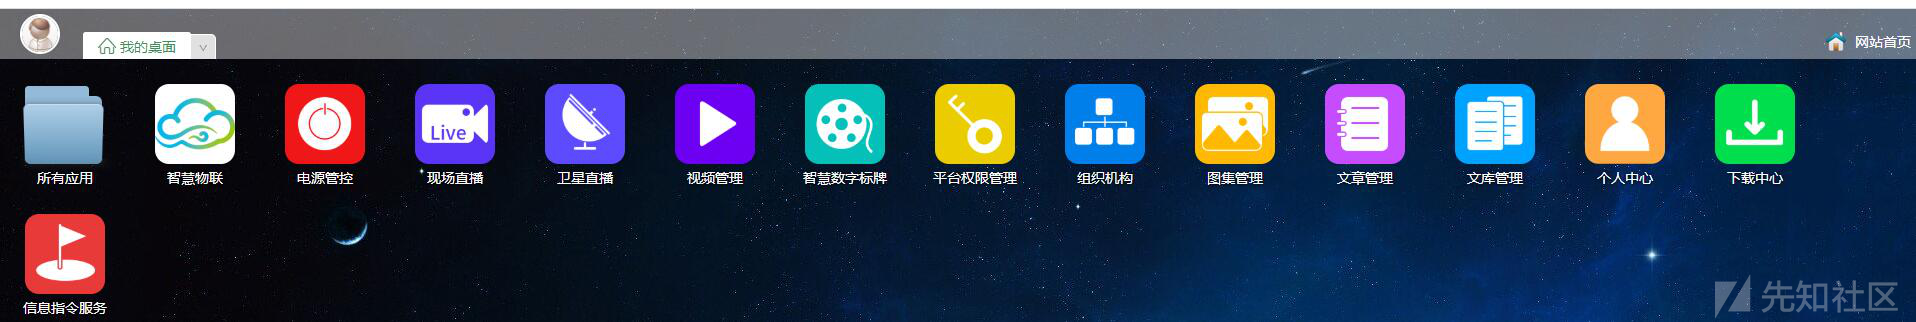 我的桌面
网站首页
Live
所有应用
智慧物联
电源管控
现场直播
卫星直播
视频管理
智慧数字标牌
平台权限管理
组织机构
图集管理
文章管理
文库管理
个人中心
下载中心
信息指令服务
先知社区